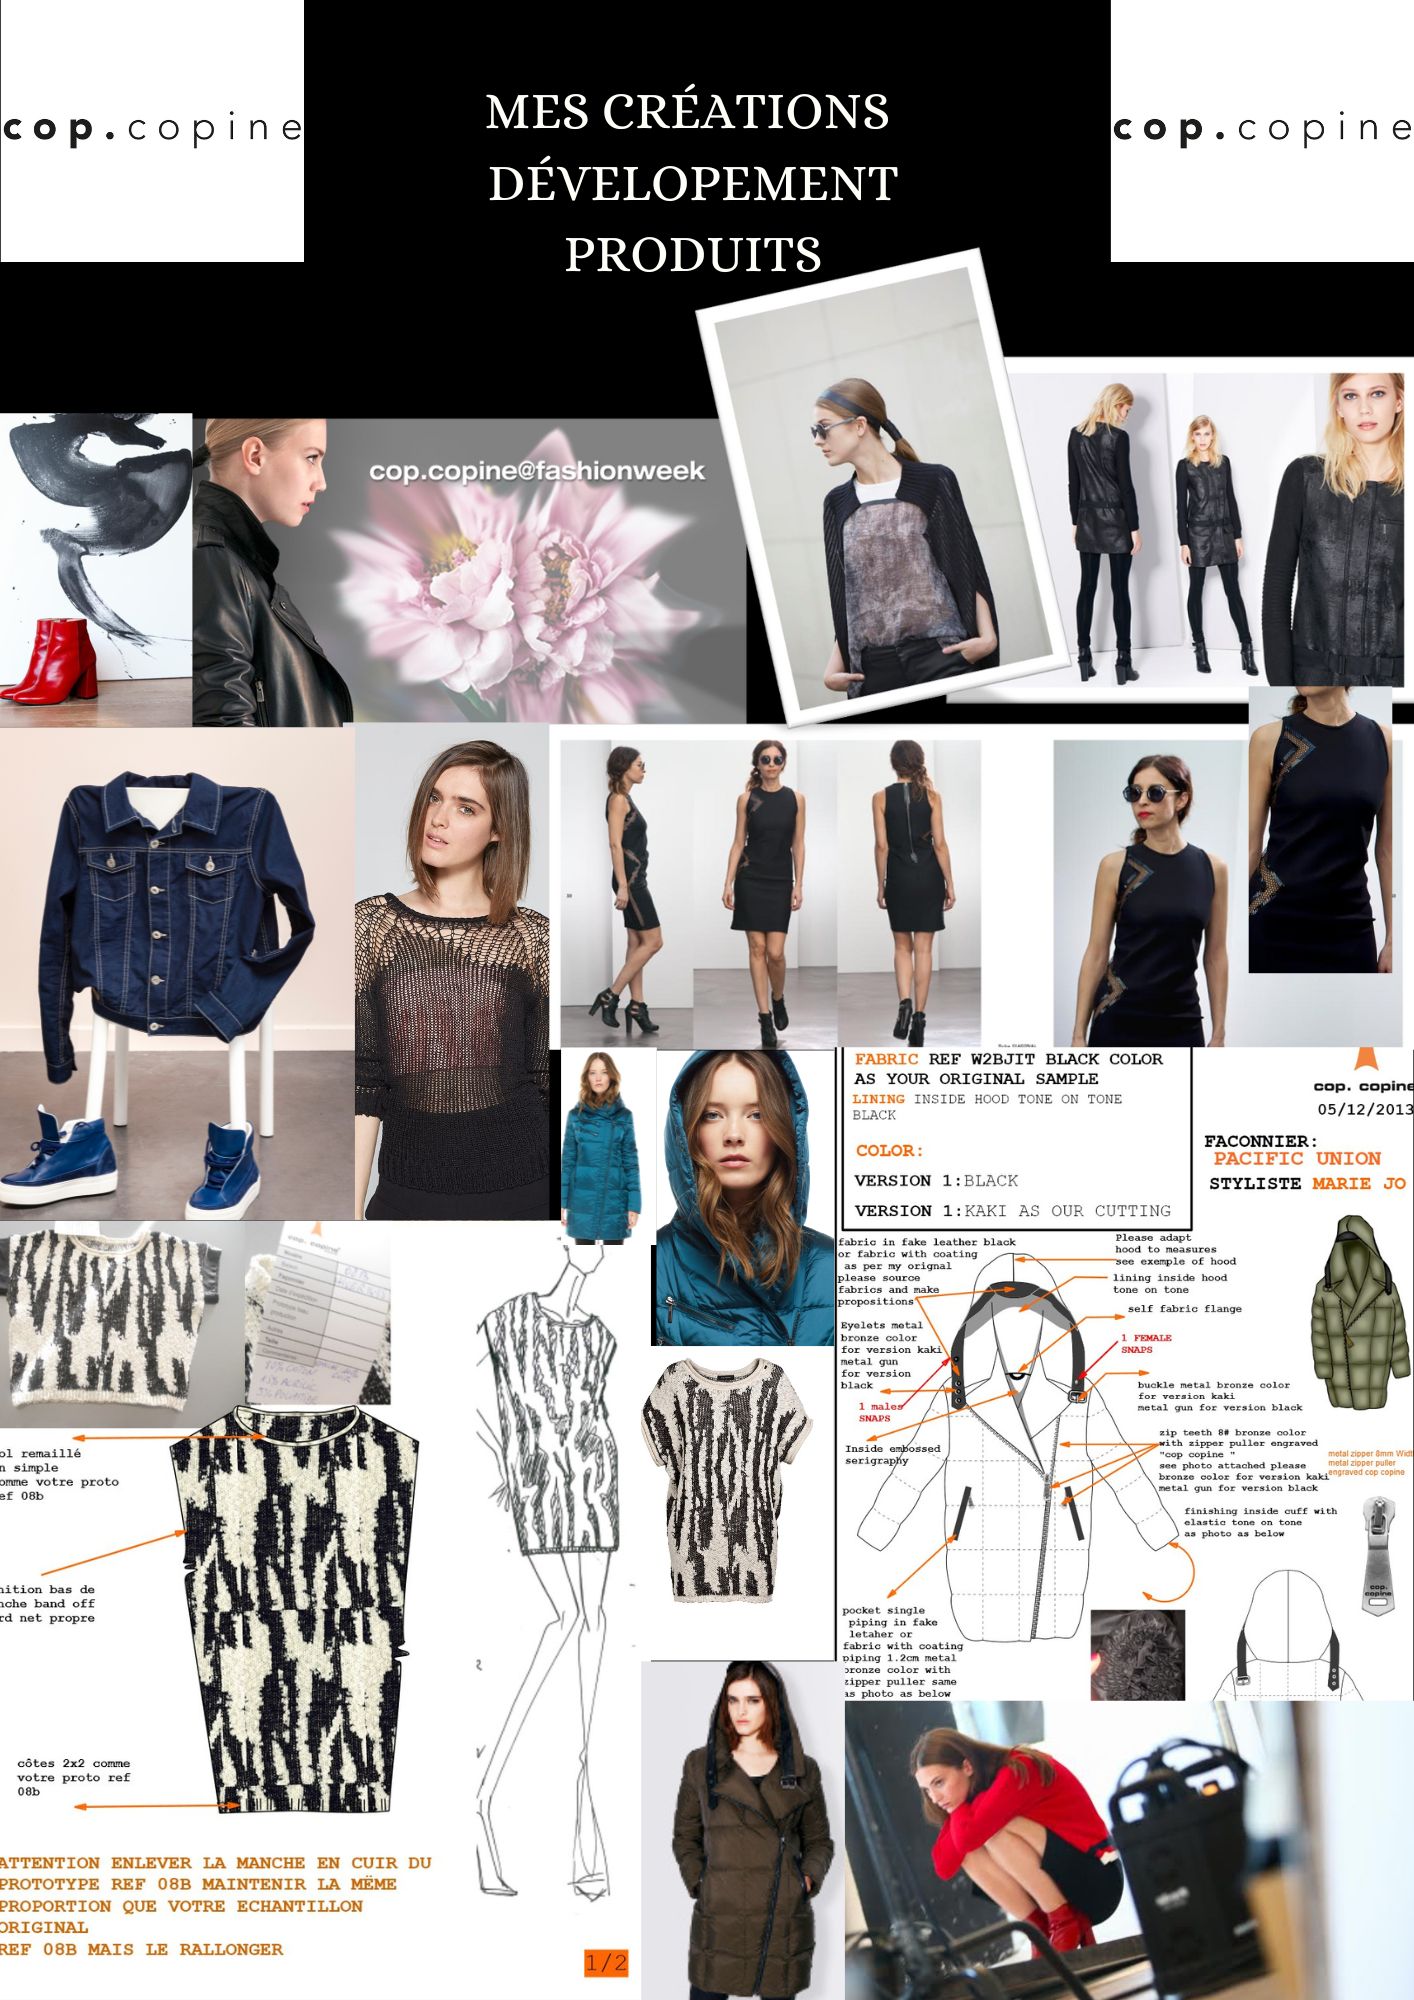 cop.copine
MES CRÉATIONS
DÉVELOPEMENT
PRODUITS
cop.copine
cop.copine@fashionweek
FABRIC REF W2BJIT BLACK COLOR
AS YOUR ORIGINAL SAMPLE
LINING INSIDE HOOD TONE ON TONE
BLACK
COLOR:
VERSION 1:BLACK
VERSION 1:KAKI AS OUR CUTTING
cop. copine
05/12/2013
FACONNIER:
PACIFIC UNION
STYLISTE MARIE JO
fabric in fake leather black
or fabric with coating
as per my orignal
please source
fabrics and make
propositions
Please adapt
hood to measures
see exemple of hood
lining inside hood
tone on tone
self fabric flange
Eyelets metal
bronze color
for version kaki
metal gun
for version
black
1 FEMALE
SNAPS
1 males
SNAPS
buckle metal bronze color
for version kaki
metal gun for version black
Inside embossed
serigraphy
zip teeth 8# bronze color
with zipper puller engraved
"cop copine "
see photo attached please
bronze color for version kaki
metal gun for version black
metal zipper 8mm Widt
metal zipper puller
engraved cop copine
finishing inside cuff with
elastic tone on tone
as photo as below
cop.
copine
pocket single
piping in fake
letaher or
fabric with coating
piping 1.2cm metal
bronze color with
zipper puller same
as photo as below
cop. copine
ol remaillé
n simple
omme votre proto
ef 08b
nition bas de
nche band off
rd net propre
côtes 2x2 comme
votre proto ref
08b
ATTENTION ENLEVER LA MANCHE EN CUIR DU
PROTOTYPE REF 08B MAINTENIR LA MËME
PROPORTION QUE VOTRE ECHANTILLON
ORIGINAL
REF 08B MAIS LE RALLONGER
1/2